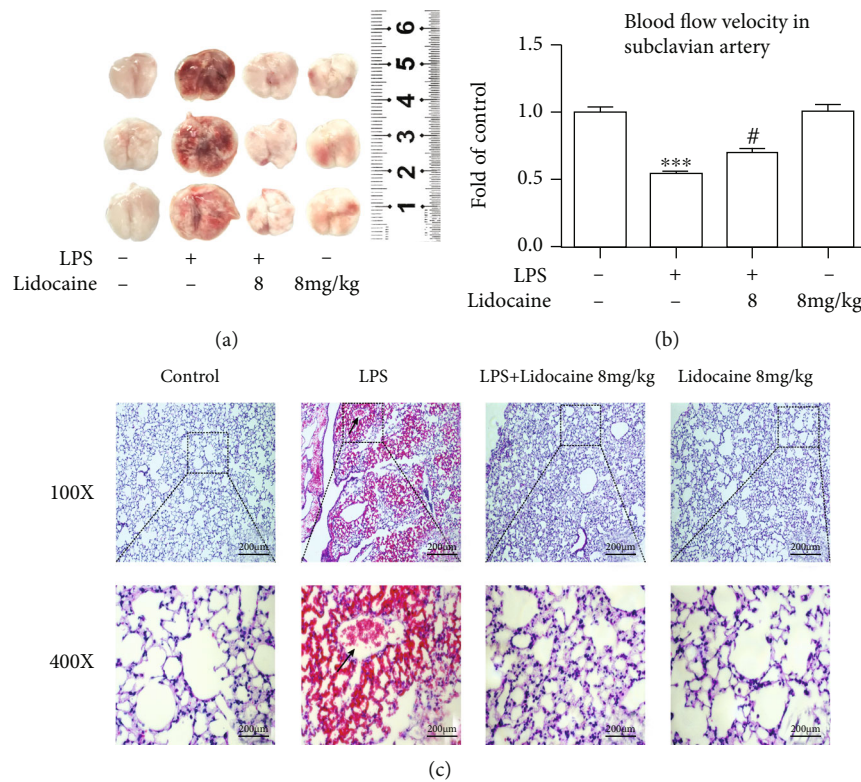 6
5
4
3
2
1
LPS – + + –
Lidocaine – – 8 8mg/kg
(a)
Blood flow velocity in
subclavian artery
Fold of control
1.5
1.0
0.5
0.0
***
#
LPS – + + –
Lidocaine – – 8 8mg/kg
(b)
Control LPS LPS+Lidocaine 8mg/kg Lidocaine 8mg/kg
100X
200μm 200μm 200μm 200μm
400X
200μm 200μm 200μm 200μm
(c)